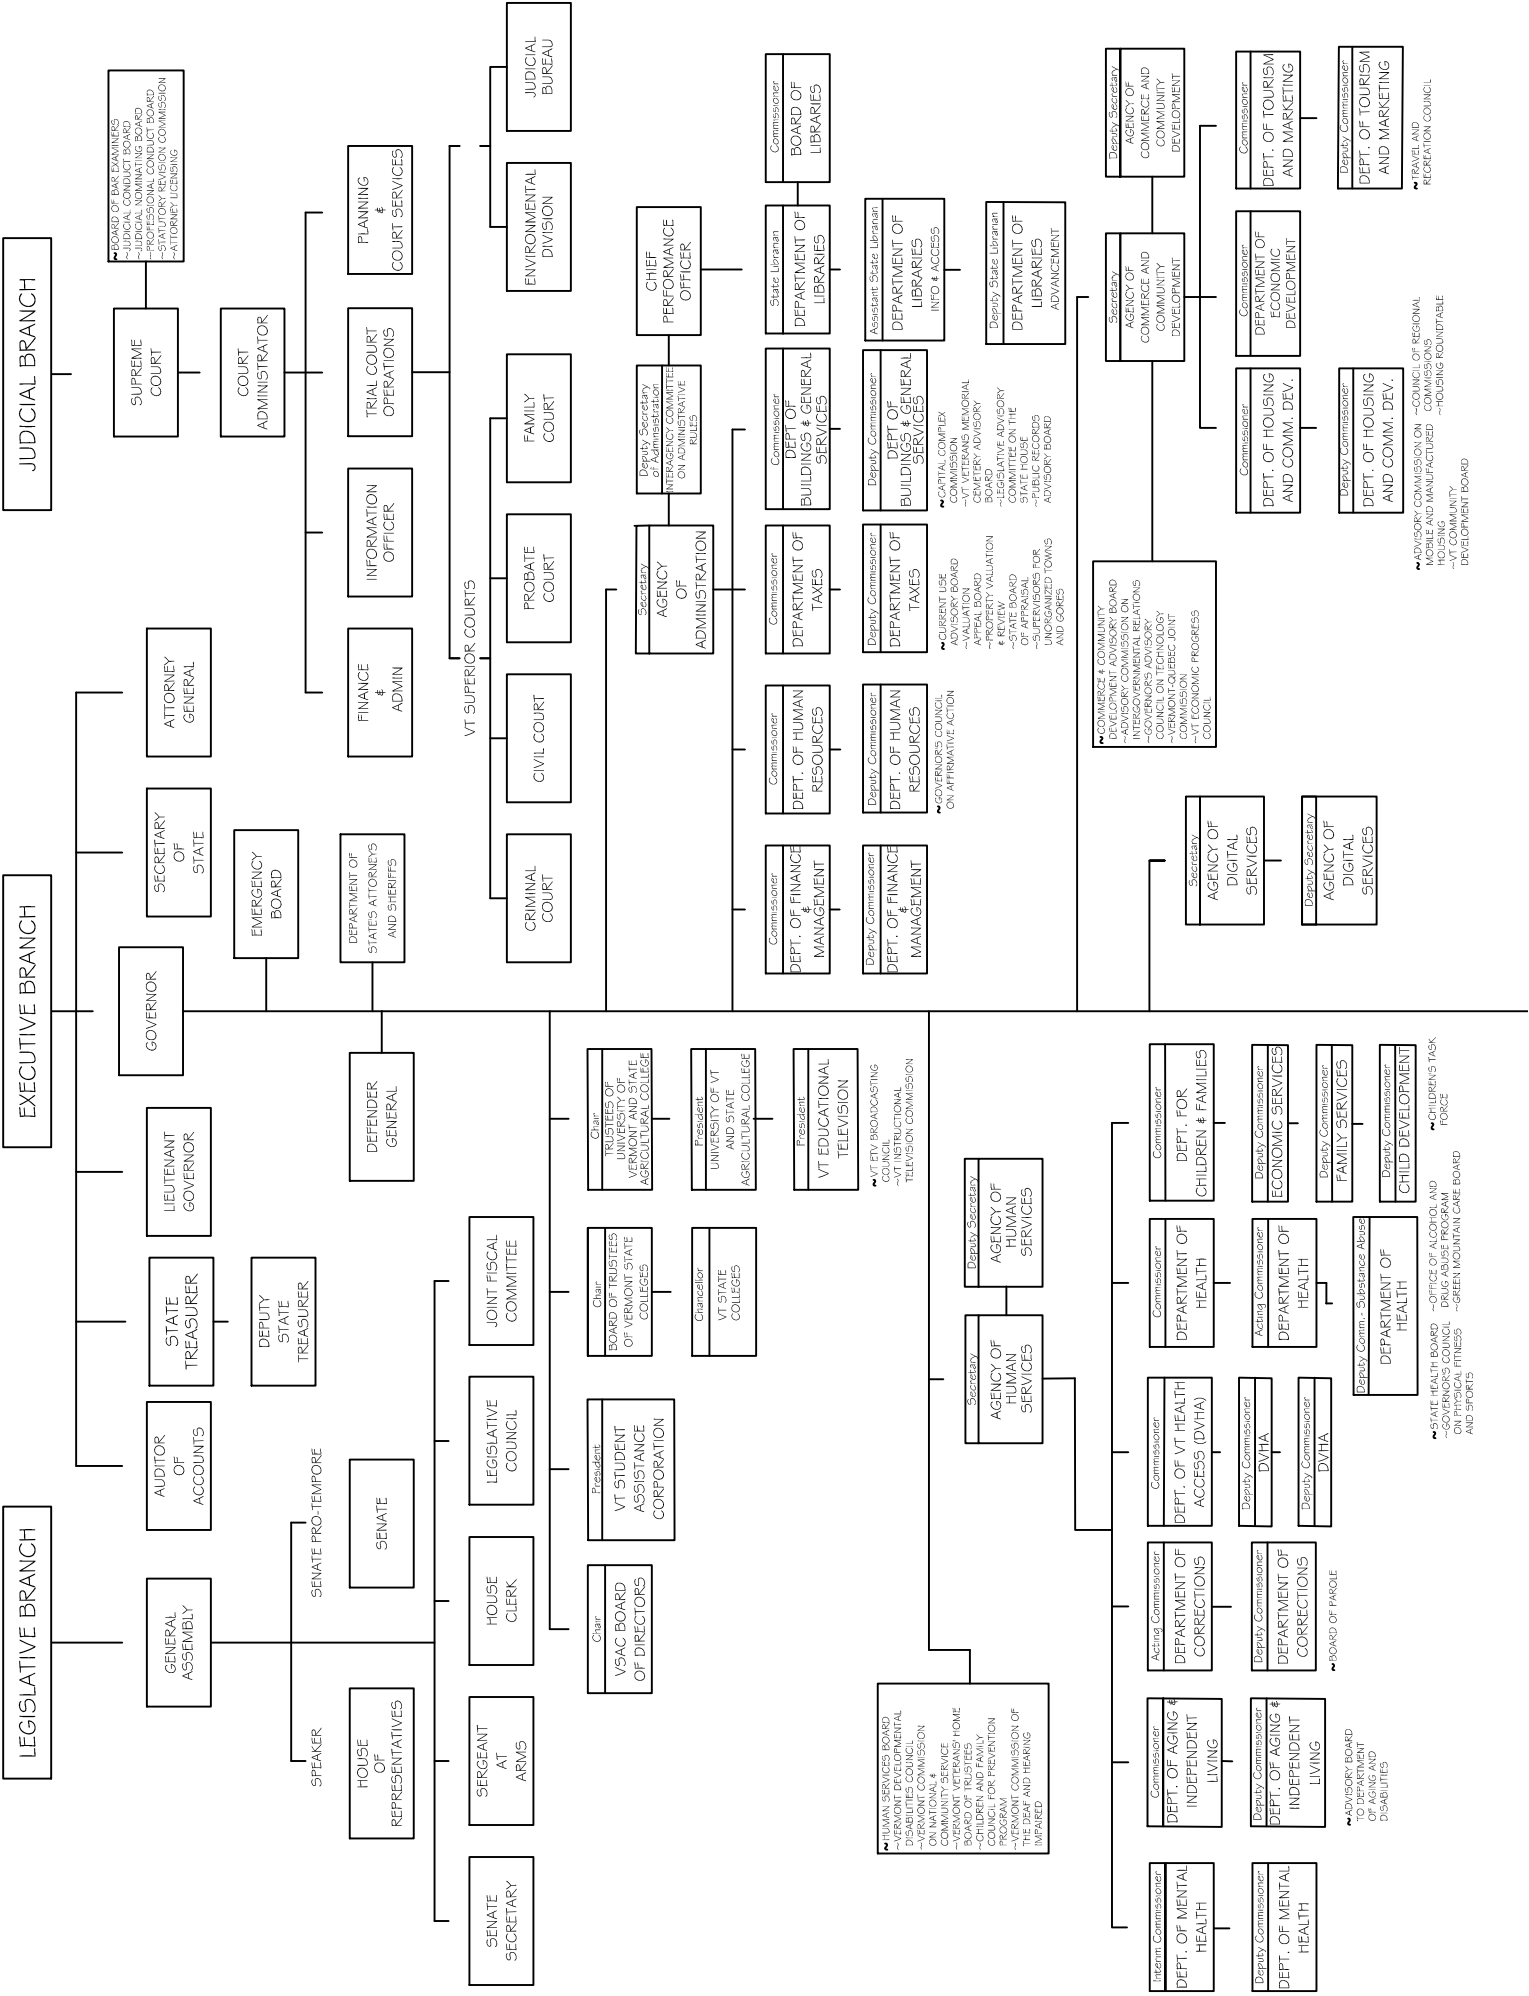 LEGISLATIVE BRANCH
EXECUTIVE BRANCH
JUDICIAL BRANCH
GENERAL
ASSEMBLY
SPEAKER
SENATE PRO-TEMPORE
HOUSE
OF
REPRESENTATIVES
SENATE
SENATE
SECRETARY
SERGEANT
AT
ARMS
HOUSE
CLERK
LEGISLATIVE
COUNCIL
JOINT FISCAL
COMMITTEE
AUDITOR
OF
ACCOUNTS
STATE
TREASURER
DEPUTY
STATE
TREASURER
LIEUTENANT
GOVERNOR
GOVERNOR
SECRETARY
OF
STATE
ATTORNEY
GENERAL
EMERGENCY
BOARD
DEFENDER
GENERAL
DEPARTMENT OF
STATE'S ATTORNEYS
AND SHERIFFS
SUPREME
COURT
~BOARD OF BAR EXAMINERS
~JUDICIAL CONDUCT BOARD
~JUDICIAL NOMINATING BOARD
~PROFESSIONAL CONDUCT BOARD
~STATUTORY REVISION COMMISSION
~ATTORNEY LICENSING
COURT
ADMINISTRATOR
FINANCE
&
ADMIN
INFORMATION
OFFICER
TRIAL COURT
OPERATIONS
PLANNING
&
COURT SERVICES
VT SUPERIOR COURTS
CRIMINAL
COURT
CIVIL COURT
PROBATE
COURT
FAMILY
COURT
ENVIRONMENTAL
DIVISION
JUDICIAL
BUREAU
Chair
VSAC BOARD
OF DIRECTORS
President
VT STUDENT
ASSISTANCE
CORPORATION
Chair
BOARD OF TRUSTEES
OF VERMONT STATE
COLLEGES
Chancellor
VT STATE
COLLEGES
Chair
TRUSTEES OF
UNIVERSITY OF
VERMONT AND STATE
AGRICULTURAL COLLEGE
President
UNIVERSITY OF VT
AND STATE
AGRICULTURAL COLLEGE
President
VT EDUCATIONAL
TELEVISION
~VT ETV BROADCASTING
COUNCIL
~VT INSTRUCTIONAL
TELEVISION COMMISSION
Secretary
AGENCY
OF
ADMINISTRATION
Deputy Secretary
of Administration
INTERAGENCY COMMITTEE
ON ADMINISTRATIVE
RULES
CHIEF
PERFORMANCE
OFFICER
Commissioner
DEPT. OF FINANCE
&
MANAGEMENT
Deputy Commissioner
DEPT. OF FINANCE
&
MANAGEMENT
Commissioner
DEPT. OF HUMAN
RESOURCES
Deputy Commissioner
DEPT. OF HUMAN
RESOURCES
~GOVERNOR'S COUNCIL
ON AFFIRMATIVE ACTION
Commissioner
DEPARTMENT OF
TAXES
Deputy Commissioner
DEPARTMENT OF
TAXES
~CURRENT USE
ADVISORY BOARD
~VALUATION
APPEAL BOARD
~PROPERTY VALUATION
& REVIEW
~STATE BOARD
OF APPRAISAL
~SUPERVISORS FOR
UNORGANIZED TOWNS
AND GORES
Commissioner
DEPT OF
BUILDINGS & GENERAL
SERVICES
Deputy Commissioner
DEPT OF
BUILDINGS & GENERAL
SERVICES
~CAPITAL COMPLEX
COMMISSION
~VT VETERANS MEMORIAL
CEMETERY ADVISORY
BOARD
~LEGISLATIVE ADVISORY
COMMITTEE ON THE
STATE HOUSE
~PUBLIC RECORDS
ADVISORY BOARD
State Librarian
DEPARTMENT OF
LIBRARIES
Commissioner
BOARD OF
LIBRARIES
Assistant State Librarian
DEPARTMENT OF
LIBRARIES
INFO & ACCESS
Deputy State Librarian
DEPARTMENT OF
LIBRARIES
ADVANCEMENT
~HUMAN SERVICES BOARD
~VERMONT DEVELOPMENTAL
DISABILITIES COUNCIL
~VERMONT COMMISSION
ON NATIONAL &
COMMUNITY SERVICE
~VERMONT VETERANS' HOME
BOARD OF TRUSTEES
~CHILDREN AND FAMILY
COUNCIL FOR PREVENTION
PROGRAM
~VERMONT COMMISSION OF
THE DEAF AND HEARING
IMPAIRED
Secretary
AGENCY OF
HUMAN
SERVICES
Deputy Secretary
AGENCY OF
HUMAN
SERVICES
Interim Commissioner
DEPT. OF MENTAL
HEALTH
Deputy Commissioner
DEPT. OF MENTAL
HEALTH
Commissioner
DEPT. OF AGING &
INDEPENDENT
LIVING
Deputy Commissioner
DEPT. OF AGING &
INDEPENDENT
LIVING
~ADVISORY BOARD
TO DEPARTMENT
OF AGING AND
DISABILITIES
Acting Commissioner
DEPARTMENT OF
CORRECTIONS
Deputy Commissioner
DEPARTMENT OF
CORRECTIONS
~BOARD OF PAROLE
Commissioner
DEPT. OF VT HEALTH
ACCESS (DVHA)
Deputy Commissioner
DVHA
Deputy Commissioner
DVHA
Commissioner
DEPARTMENT OF
HEALTH
Acting Commissioner
DEPARTMENT OF
HEALTH
Deputy Comm.- Substance Abuse
DEPARTMENT OF
HEALTH
~STATE HEALTH BOARD
~GOVERNOR'S COUNCIL
ON PHYSICAL FITNESS
AND SPORTS
~OFFICE OF ALCOHOL AND
DRUG ABUSE PROGRAM
~GREEN MOUNTAIN CARE BOARD
Commissioner
DEPT. FOR
CHILDREN & FAMILIES
Deputy Commissioner
ECONOMIC SERVICES
Deputy Commissioner
FAMILY SERVICES
Deputy Commissioner
CHILD DEVELOPMENT
~CHILDREN'S TASK
FORCE
Secretary
AGENCY OF
DIGITAL
SERVICES
Deputy Secretary
AGENCY OF
DIGITAL
SERVICES
~COMMERCE & COMMUNITY
DEVELOPMENT ADVISORY BOARD
~ADVISORY COMMISSION ON
INTERGOVERNMENTAL RELATIONS
~GOVERNORS ADVISORY
COUNCIL ON TECHNOLOGY
~VERMONT-QUEBEC JOINT
COMMISSION
~VT ECONOMIC PROGRESS
COUNCIL
Secretary
AGENCY OF
COMMERCE AND
COMMUNITY
DEVELOPMENT
Deputy Secretary
AGENCY OF
COMMERCE AND
COMMUNITY
DEVELOPMENT
Commissioner
DEPT. OF HOUSING
AND COMM. DEV.
Deputy Commissioner
DEPT. OF HOUSING
AND COMM. DEV.
~ADVISORY COMMISSION ON
MOBILE AND MANUFACTURED
HOUSING
~VT COMMUNITY
DEVELOPMENT BOARD
~COUNCIL OF REGIONAL
COMMISSIONS
~HOUSING ROUNDTABLE
Commissioner
DEPARTMENT OF
ECONOMIC
DEVELOPMENT
Commissioner
DEPT. OF TOURISM
AND MARKETING
Deputy Commissioner
DEPT. OF TOURISM
AND MARKETING
~TRAVEL AND
RECREATION COUNCIL